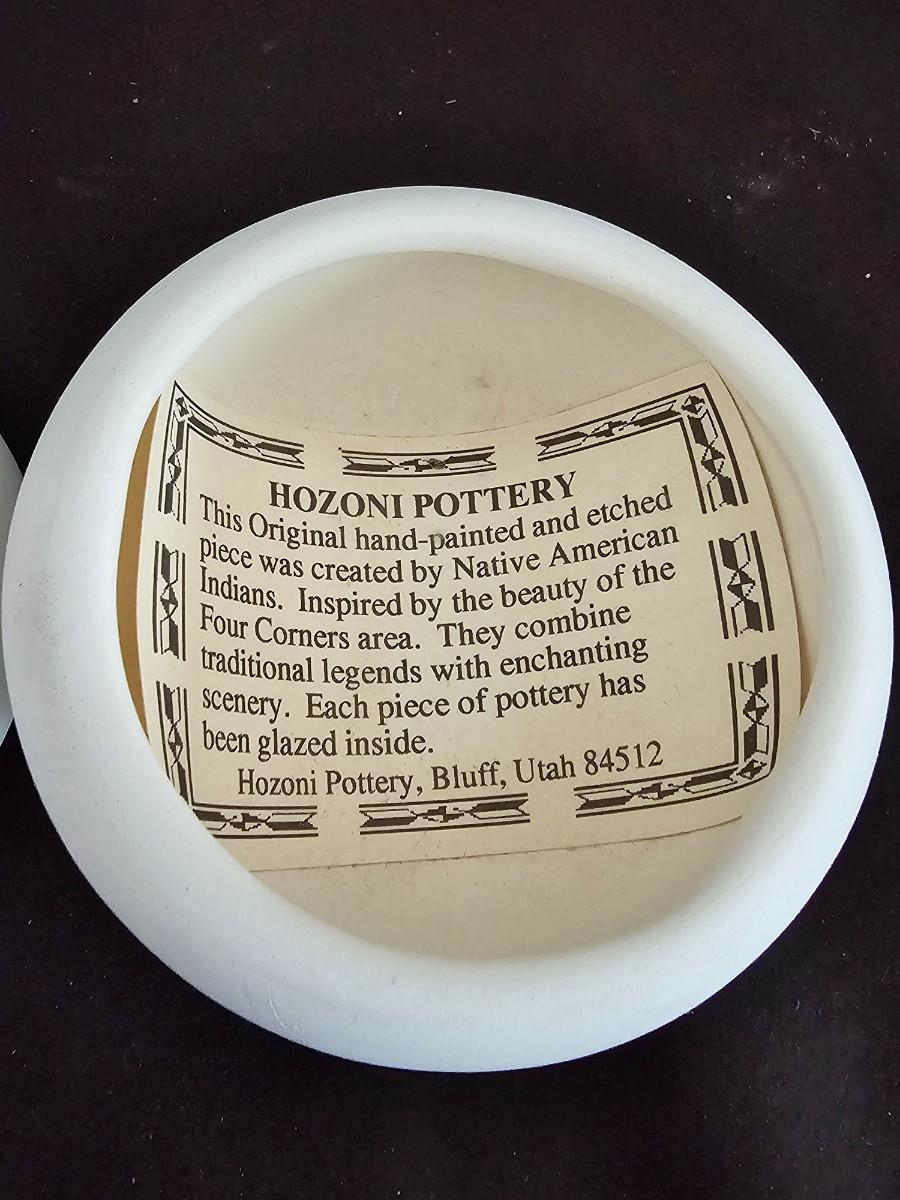 HOZONI POTTERY
This Original hand-painted and etched
piece was created by Native American
Indians. Inspired by the beauty of the
Four Corners area. They combine
traditional legends with enchanting
scenery. Each piece of pottery has
been glazed inside.
Hozoni Pottery, Bluff, Utah 84512